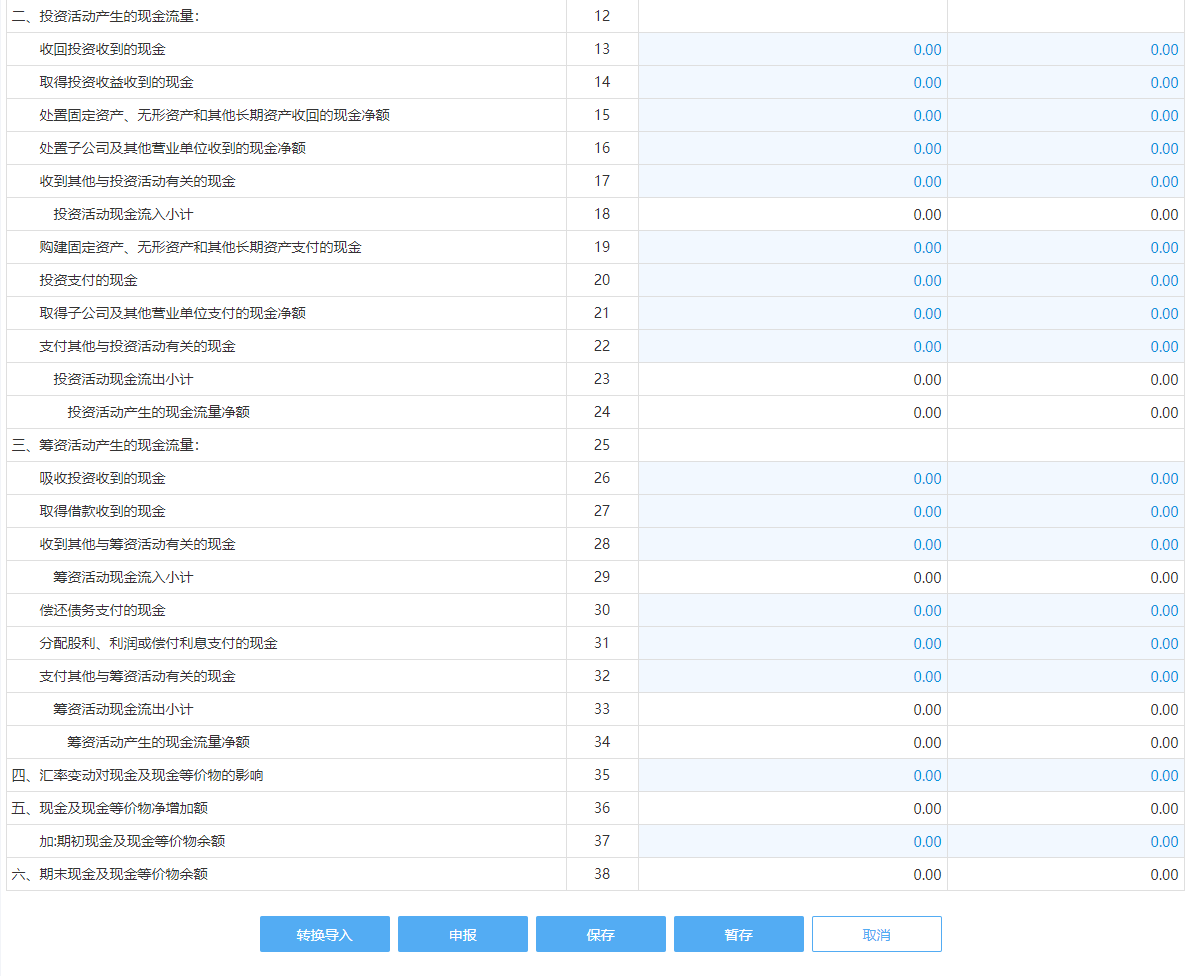 二、投资活动产生的现金流量: 12
收回投资收到的现金 13 0.00 0.00
取得投资收益收到的现金 14 0.00 0.00
处置固定资产、无形资产和其他长期资产收回的现金净额 15 0.00 0.00
处置子公司及其他营业单位收到的现金净额 16 0.00 0.00
收到其他与投资活动有关的现金 17 0.00 0.00
投资活动现金流入小计 18 0.00 0.00
购建固定资产、无形资产和其他长期资产支付的现金 19 0.00 0.00
投资支付的现金 20 0.00 0.00
取得子公司及其他营业单位支付的现金净额 21 0.00 0.00
支付其他与投资活动有关的现金 22 0.00 0.00
投资活动现金流出小计 23 0.00 0.00
投资活动产生的现金流量净额 24 0.00 0.00
三、筹资活动产生的现金流量: 25
吸收投资收到的现金 26 0.00 0.00
取得借款收到的现金 27 0.00 0.00
收到其他与筹资活动有关的现金 28 0.00 0.00
筹资活动现金流入小计 29 0.00 0.00
偿还债务支付的现金 30 0.00 0.00
分配股利、利润或偿付利息支付的现金 31 0.00 0.00
支付其他与筹资活动有关的现金 32 0.00 0.00
筹资活动现金流出小计 33 0.00 0.00
筹资活动产生的现金流量净额 34 0.00 0.00
四、汇率变动对现金及现金等价物的影响 35 0.00 0.00
五、现金及现金等价物净增加额 36 0.00 0.00
加:期初现金及现金等价物余额 37 0.00 0.00
六、期末现金及现金等价物余额 38 0.00 0.00
转换导入 申报 保存 暂存 取消